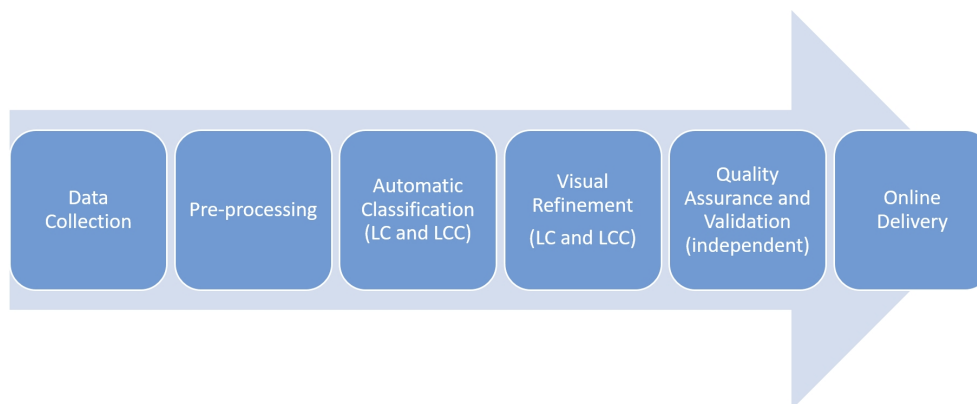 Data
Collection
Pre-processing
Automatic
Classification
(LC and LCC)
Visual
Refinement
(LC and LCC)
Quality
Assurance and
Validation
(independent)
Online
Delivery